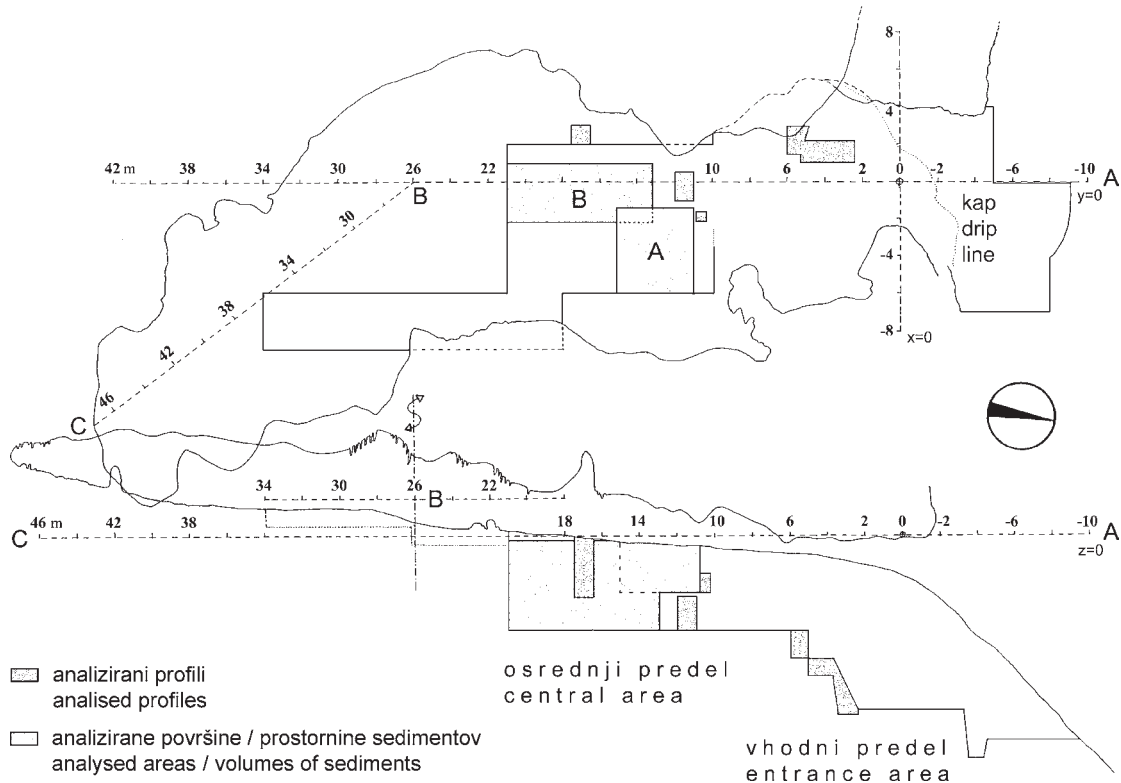 8
4
42 m 38 34 30 26 22 10 6 2 -2 -6 -10 A
B
y=0
B
kap
drip
line
30
34
A
-4
38
-8
x=0
42
46
C
34 30 26 22
B
46 m 42 38 18 14 10 6 2 0 -6 -10
C A
z=0
osrednji predel
central area
analizirani profili
analised profiles
analizirane površine / prostornine sedimentov
analysed areas / volumes of sediments
vhodni predel
entrance area